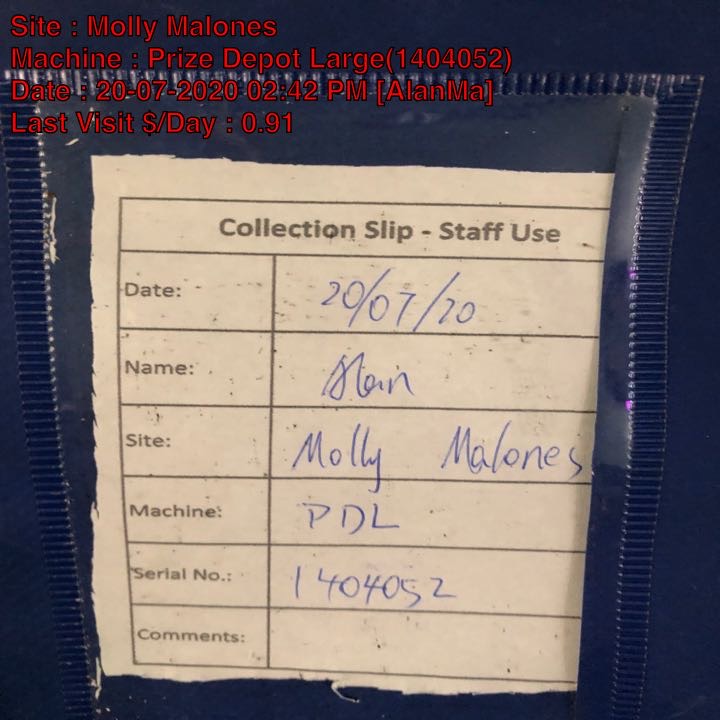 Site : Molly Malones
Machine : Prize Depot Large(1404052)
Date : 20-07-2020 02:42 PM [AlanMa]
Last Visit $/Day : 0.91
Collection Slip - Staff Use
Date: 20/07/20
Name: Alan
Site: Molly Malones
Machine: PDL
Serial No.: 1404052
Comments: